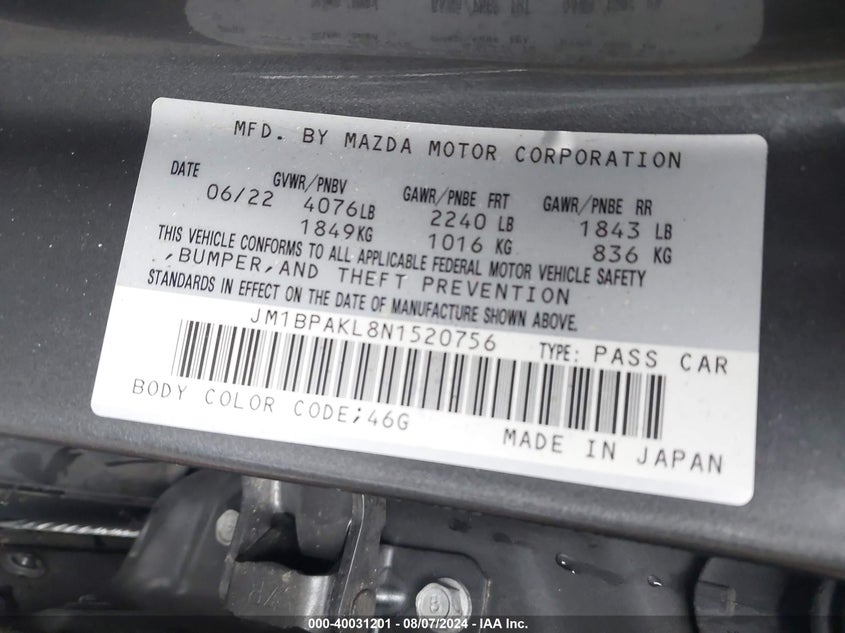 MFD. BY MAZDA MOTOR CORPORATION
DATE GVWR/PNBV GAWR/PNBE FRT GAWR/PNBE RR
06/22 4076LB 2240 LB 1843 LB
1849KG 1016 KG 836 KG
THIS VEHICLE CONFORMS TO ALL APPLICABLE FEDERAL MOTOR VEHICLE SAFETY
,BUMPER,AND THEFT PREVENTION
STANDARDS IN EFFECT ON THE DATE OF MANUFACTURE SHOWN ABOVE.
JM1BPAKL8N1520756 TYPE: PASS CAR
BODY COLOR CODE;46G
MADE IN JAPAN
8
000-40031201 - 08/07/2024 - IAA Inc.